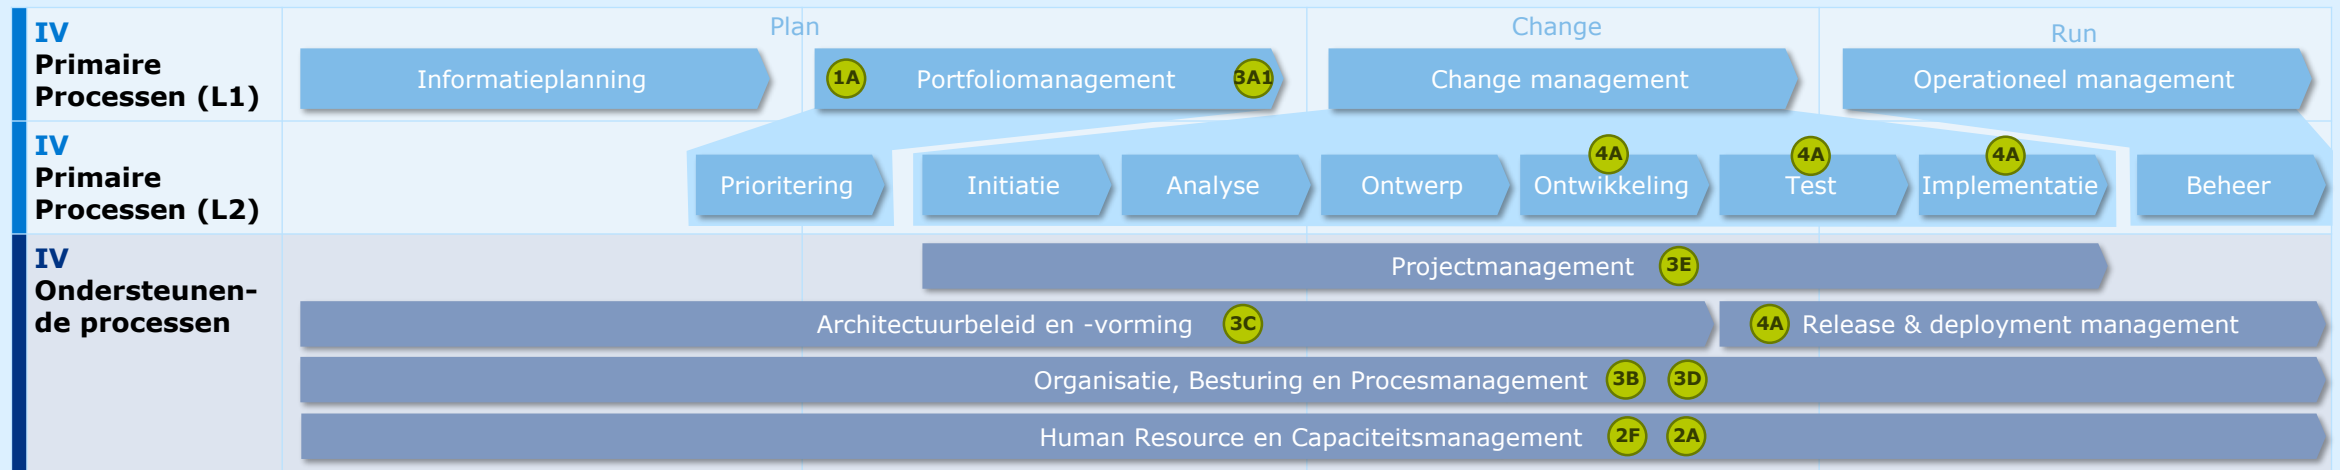 Plan
Change
Run
IV
Primaire
Processen (L1)
Informatieplanning
1A
Portfoliomanagement
3A1
Change management
Operationeel management
IV
Primaire
Processen (L2)
Prioritering
Initiatie
Analyse
Ontwerp
4A
Ontwikkeling
4A
Test
4A
Implementatie
Beheer
IV
Ondersteunen-
de processen
Projectmanagement 3E
Architectuurbeleid en -vorming 3C
4A Release & deployment management
Organisatie, Besturing en Procesmanagement 3B 3D
Human Resource en Capaciteitsmanagement 2F 2A